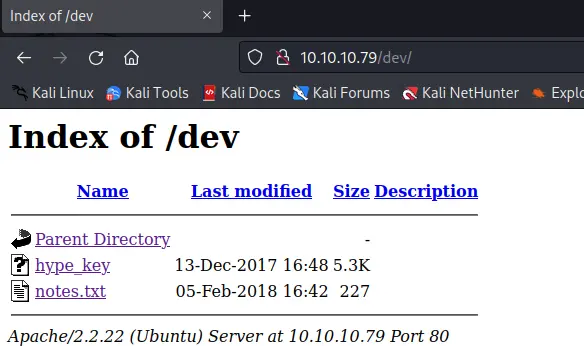 Index of /dev
10.10.10.79/dev/
Kali Linux Kali Tools Kali Docs Kali Forums Kali NetHunter Explo
Index of /dev
Name Last modified Size Description
Parent Directory -
hype_key 13-Dec-2017 16:48 5.3K
notes.txt 05-Feb-2018 16:42 227
Apache/2.2.22 (Ubuntu) Server at 10.10.10.79 Port 80